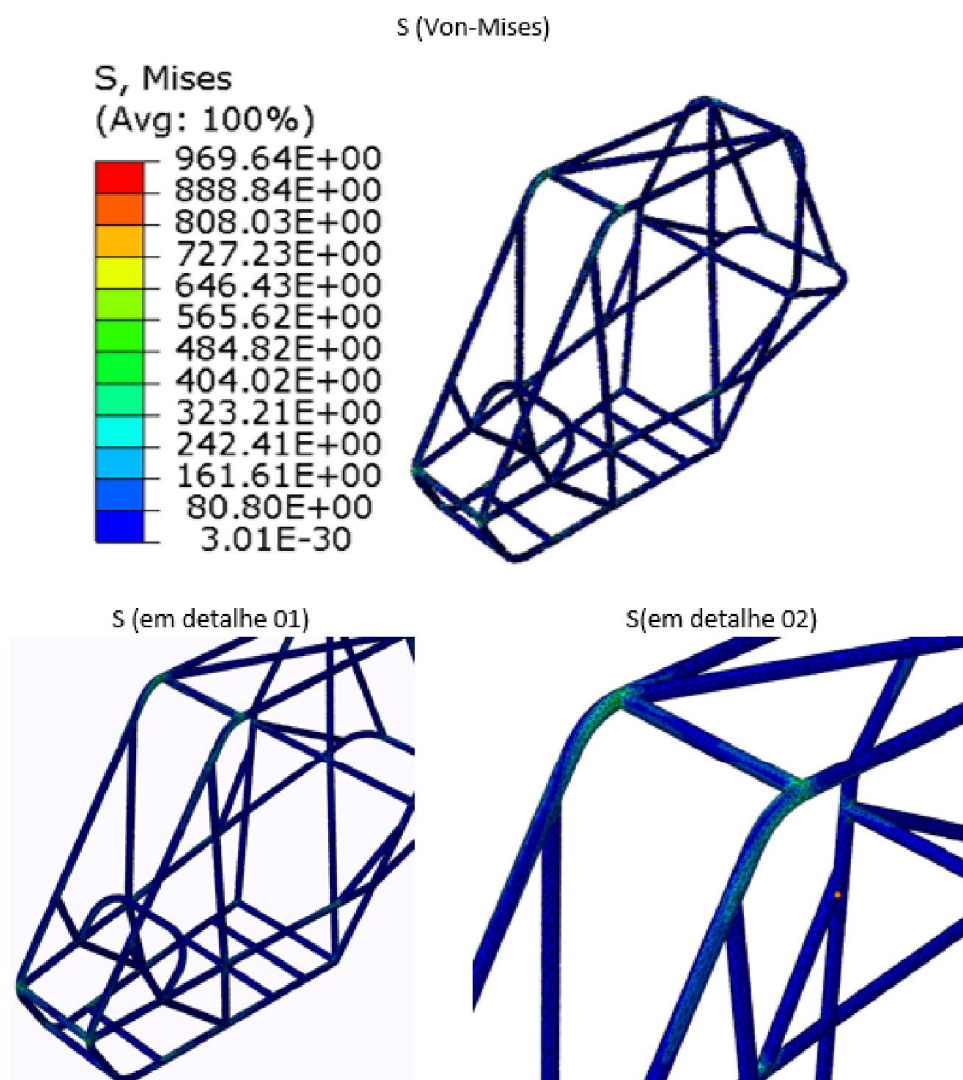 S (Von-Mises)
S, Mises
(Avg: 100%)
969.64E+00
888.84E+00
808.03E+00
727.23E+00
646.43E+00
565.62E+00
484.82E+00
404.02E+00
323.21E+00
242.41E+00
161.61E+00
80.80E+00
3.01E-30
S (em detalhe 01)
S(em detalhe 02)